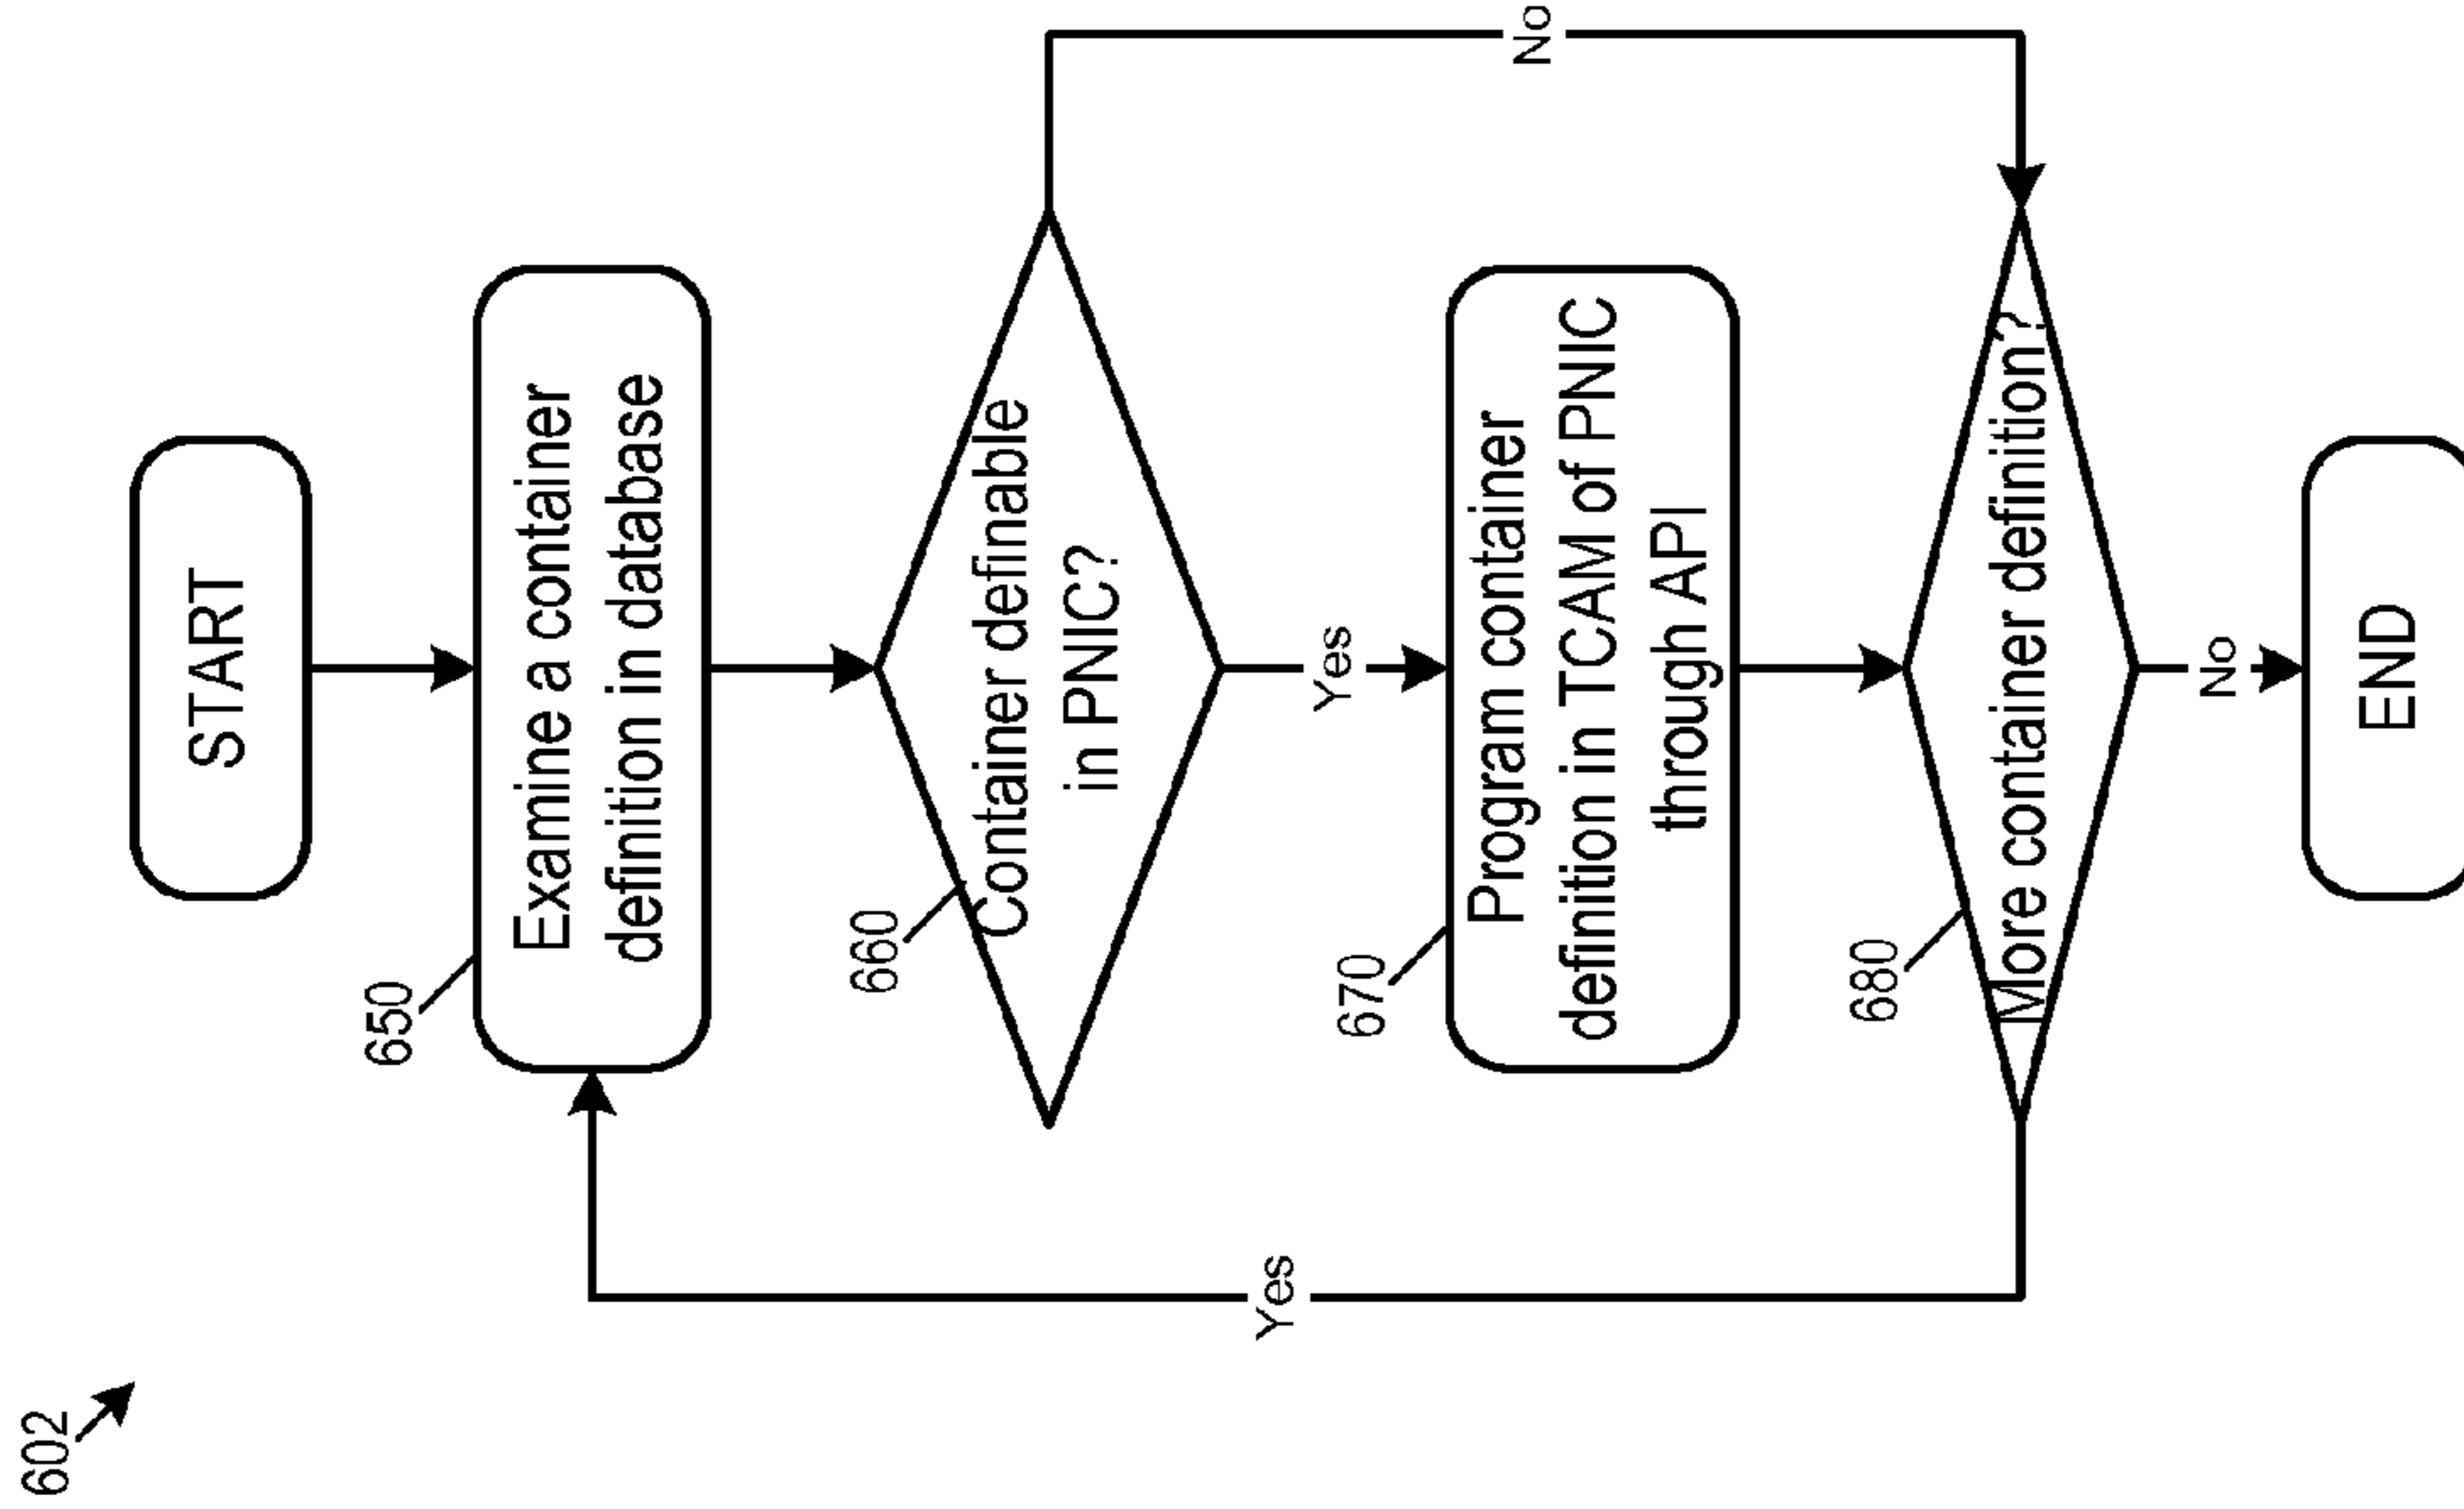 602
START
650
Examine a container
definition in database
660
Container definable
in PNIC?
No
Yes
670
Program container
definition in TCAM of PNIC
through API
680
More container definition?
Yes
No
END